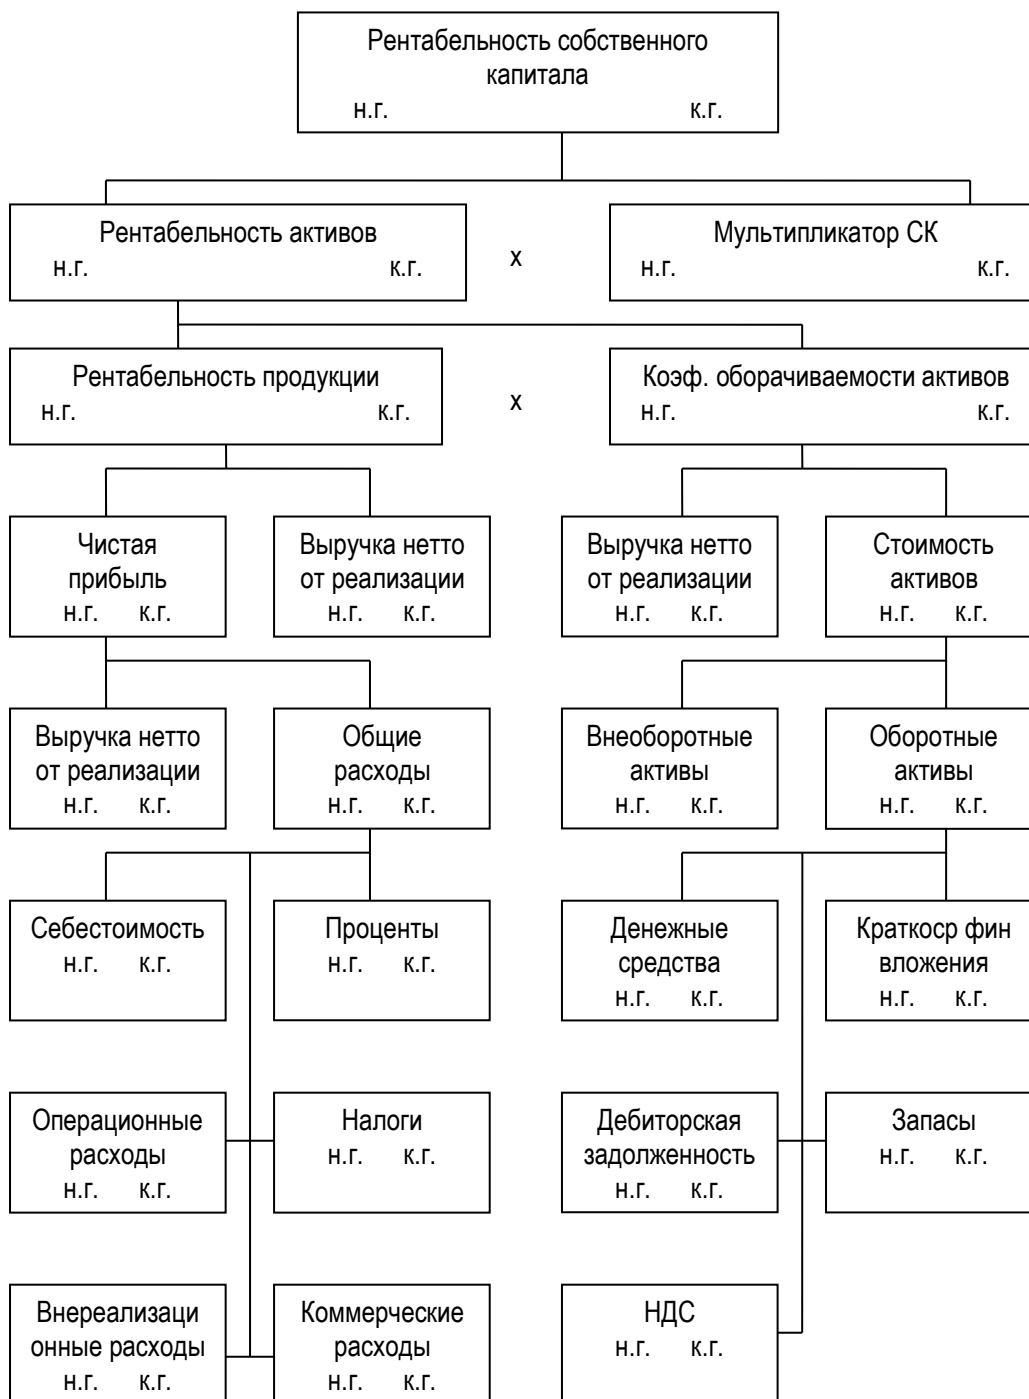 Рентабельность собственного
капитала
н.г. к.г.
Рентабельность активов
н.г. к.г.
х
Мультипликатор СК
н.г. к.г.
Рентабельность продукции
н.г. к.г.
х
Коэф. оборачиваемости активов
н.г. к.г.
Чистая
прибыль
н.г. к.г.
Выручка нетто
от реализации
н.г. к.г.
Выручка нетто
от реализации
н.г. к.г.
Стоимость
активов
н.г. к.г.
Выручка нетто
от реализации
н.г. к.г.
Общие
расходы
н.г. к.г.
Внеоборотные
активы
н.г. к.г.
Оборотные
активы
н.г. к.г.
Себестоимость
н.г. к.г.
Проценты
н.г. к.г.
Денежные
средства
н.г. к.г.
Краткоср фин
вложения
н.г. к.г.
Операционные
расходы
н.г. к.г.
Налоги
н.г. к.г.
Дебиторская
задолженность
н.г. к.г.
Запасы
н.г. к.г.
Внереализаци
онные расходы
н.г. к.г.
Коммерческие
расходы
н.г. к.г.
НДС
н.г. к.г.